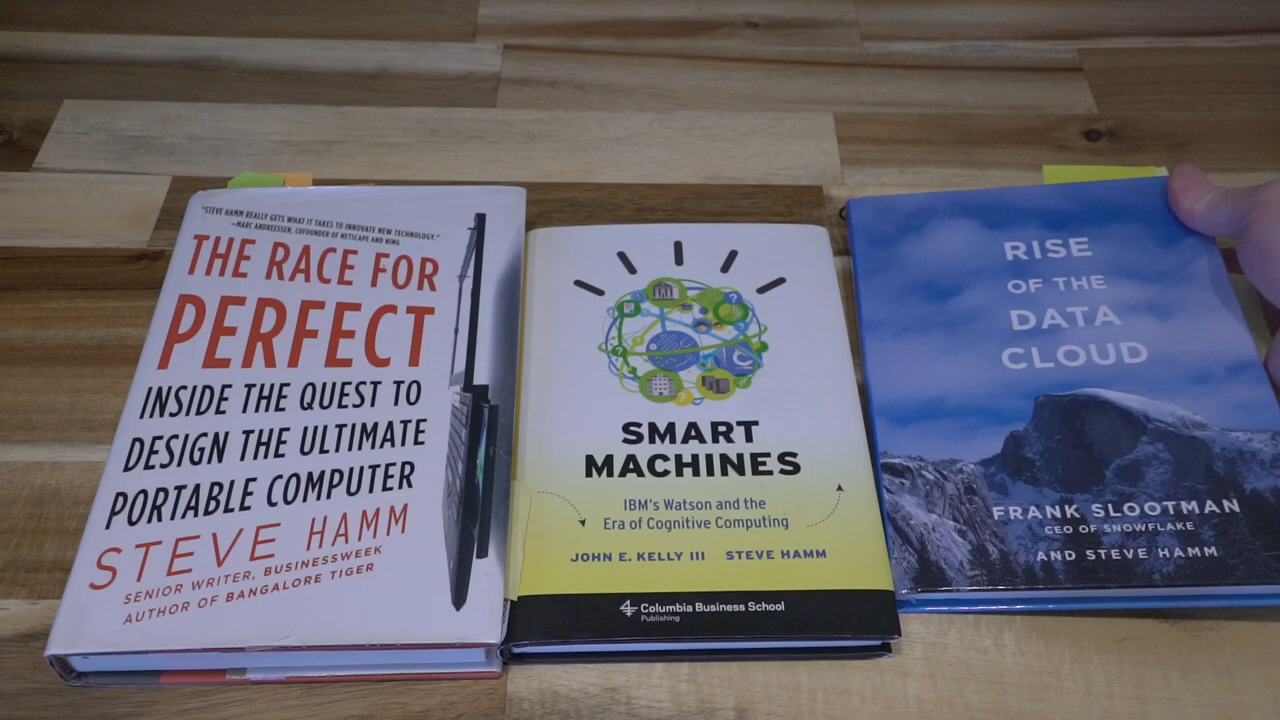 "STEVE HAMM REALLY GETS WHAT IT TAKES TO INNOVATE NEW TECHNOLOGY."
—MARC ANDREESSEN, COFOUNDER OF NETSCAPE AND NING
THE RACE FOR
PERFECT
INSIDE THE QUEST TO
DESIGN THE ULTIMATE
PORTABLE COMPUTER
STEVE HAMM
SENIOR WRITER, BUSINESSWEEK
AUTHOR OF BANGALORE TIGER
SMART
MACHINES
IBM's Watson and the
Era of Cognitive Computing
JOHN E. KELLY III STEVE HAMM
Columbia Business School
Publishing
RISE
OF THE
DATA
CLOUD
FRANK SLOOTMAN
CEO OF SNOWFLAKE
AND STEVE HAMM